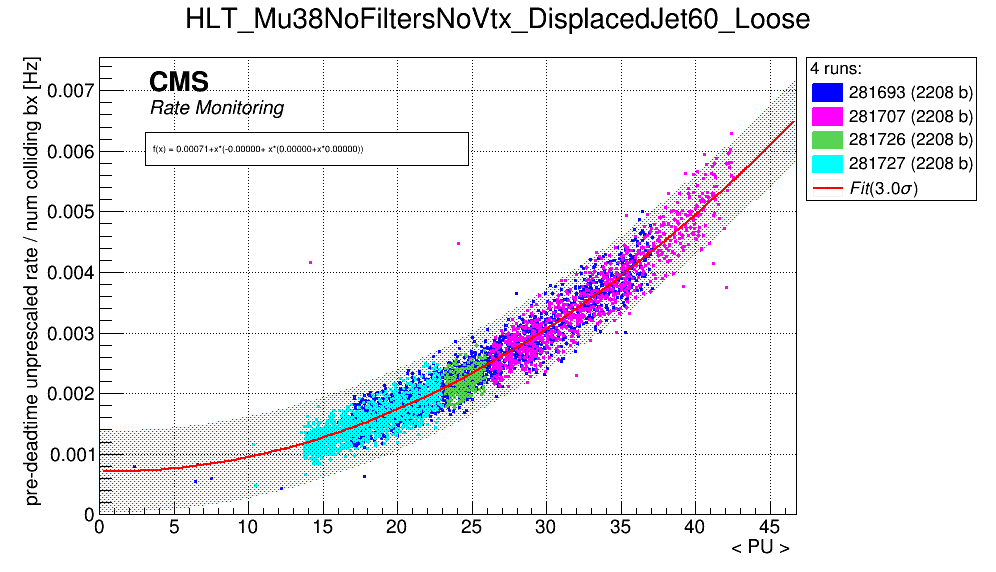 HLT_Mu38NoFiltersNoVtx_DisplacedJet60_Loose
pre-deadtime unprescaled rate / num colliding bx [Hz]
CMS
Rate Monitoring
f(x) = 0.00071+x*(-0.00000+ x*(0.00000+x*0.00000))
0.007
0.006
0.005
0.004
0.003
0.002
0.001
0
0 5 10 15 20 25 30 35 40 45
< PU >
4 runs:
281693 (2208 b)
281707 (2208 b)
281726 (2208 b)
281727 (2208 b)
Fit(3.0σ)